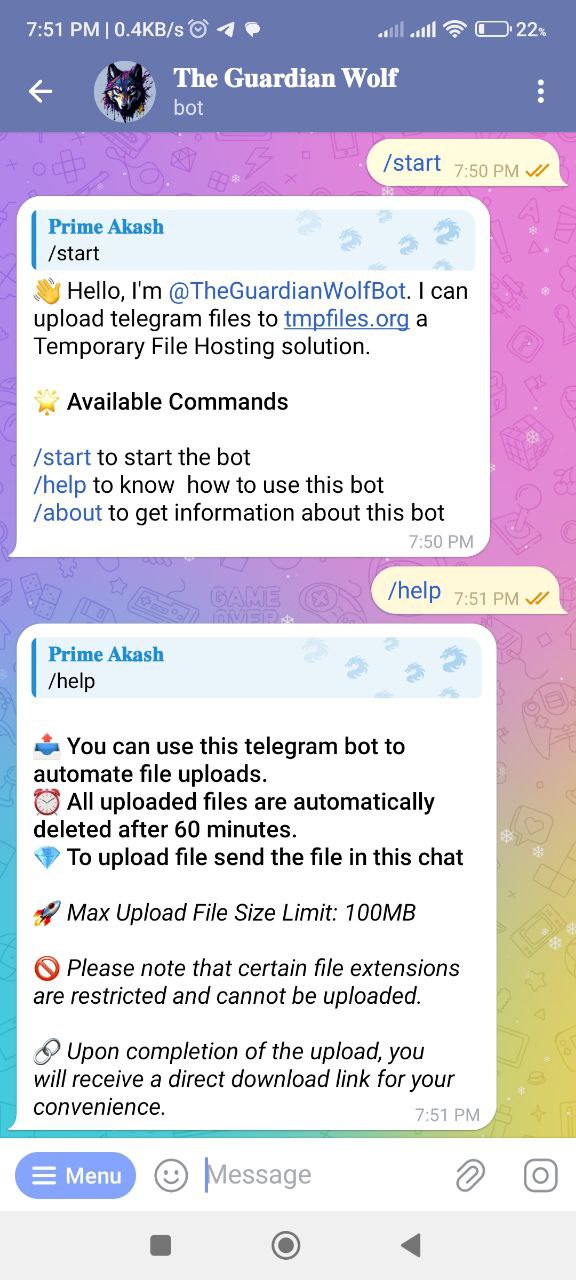 7:51 PM | 0.4KB/s
22%
The Guardian Wolf
bot
/start 7:50 PM
Prime Akash
/start
👋 Hello, I'm @TheGuardianWolfBot. I can
upload telegram files to tmpfiles.org a
Temporary File Hosting solution.
🌟 Available Commands
/start to start the bot
/help to know  how to use this bot
/about to get information about this bot
7:50 PM
GAME
OVER
/help 7:51 PM
Prime Akash
/help
📤 You can use this telegram bot to
automate file uploads.
⏰ All uploaded files are automatically
deleted after 60 minutes.
💎 To upload file send the file in this chat
🚀 Max Upload File Size Limit: 100MB
🚫 Please note that certain file extensions
are restricted and cannot be uploaded.
🔗 Upon completion of the upload, you
will receive a direct download link for your
convenience.
7:51 PM
Menu
Message